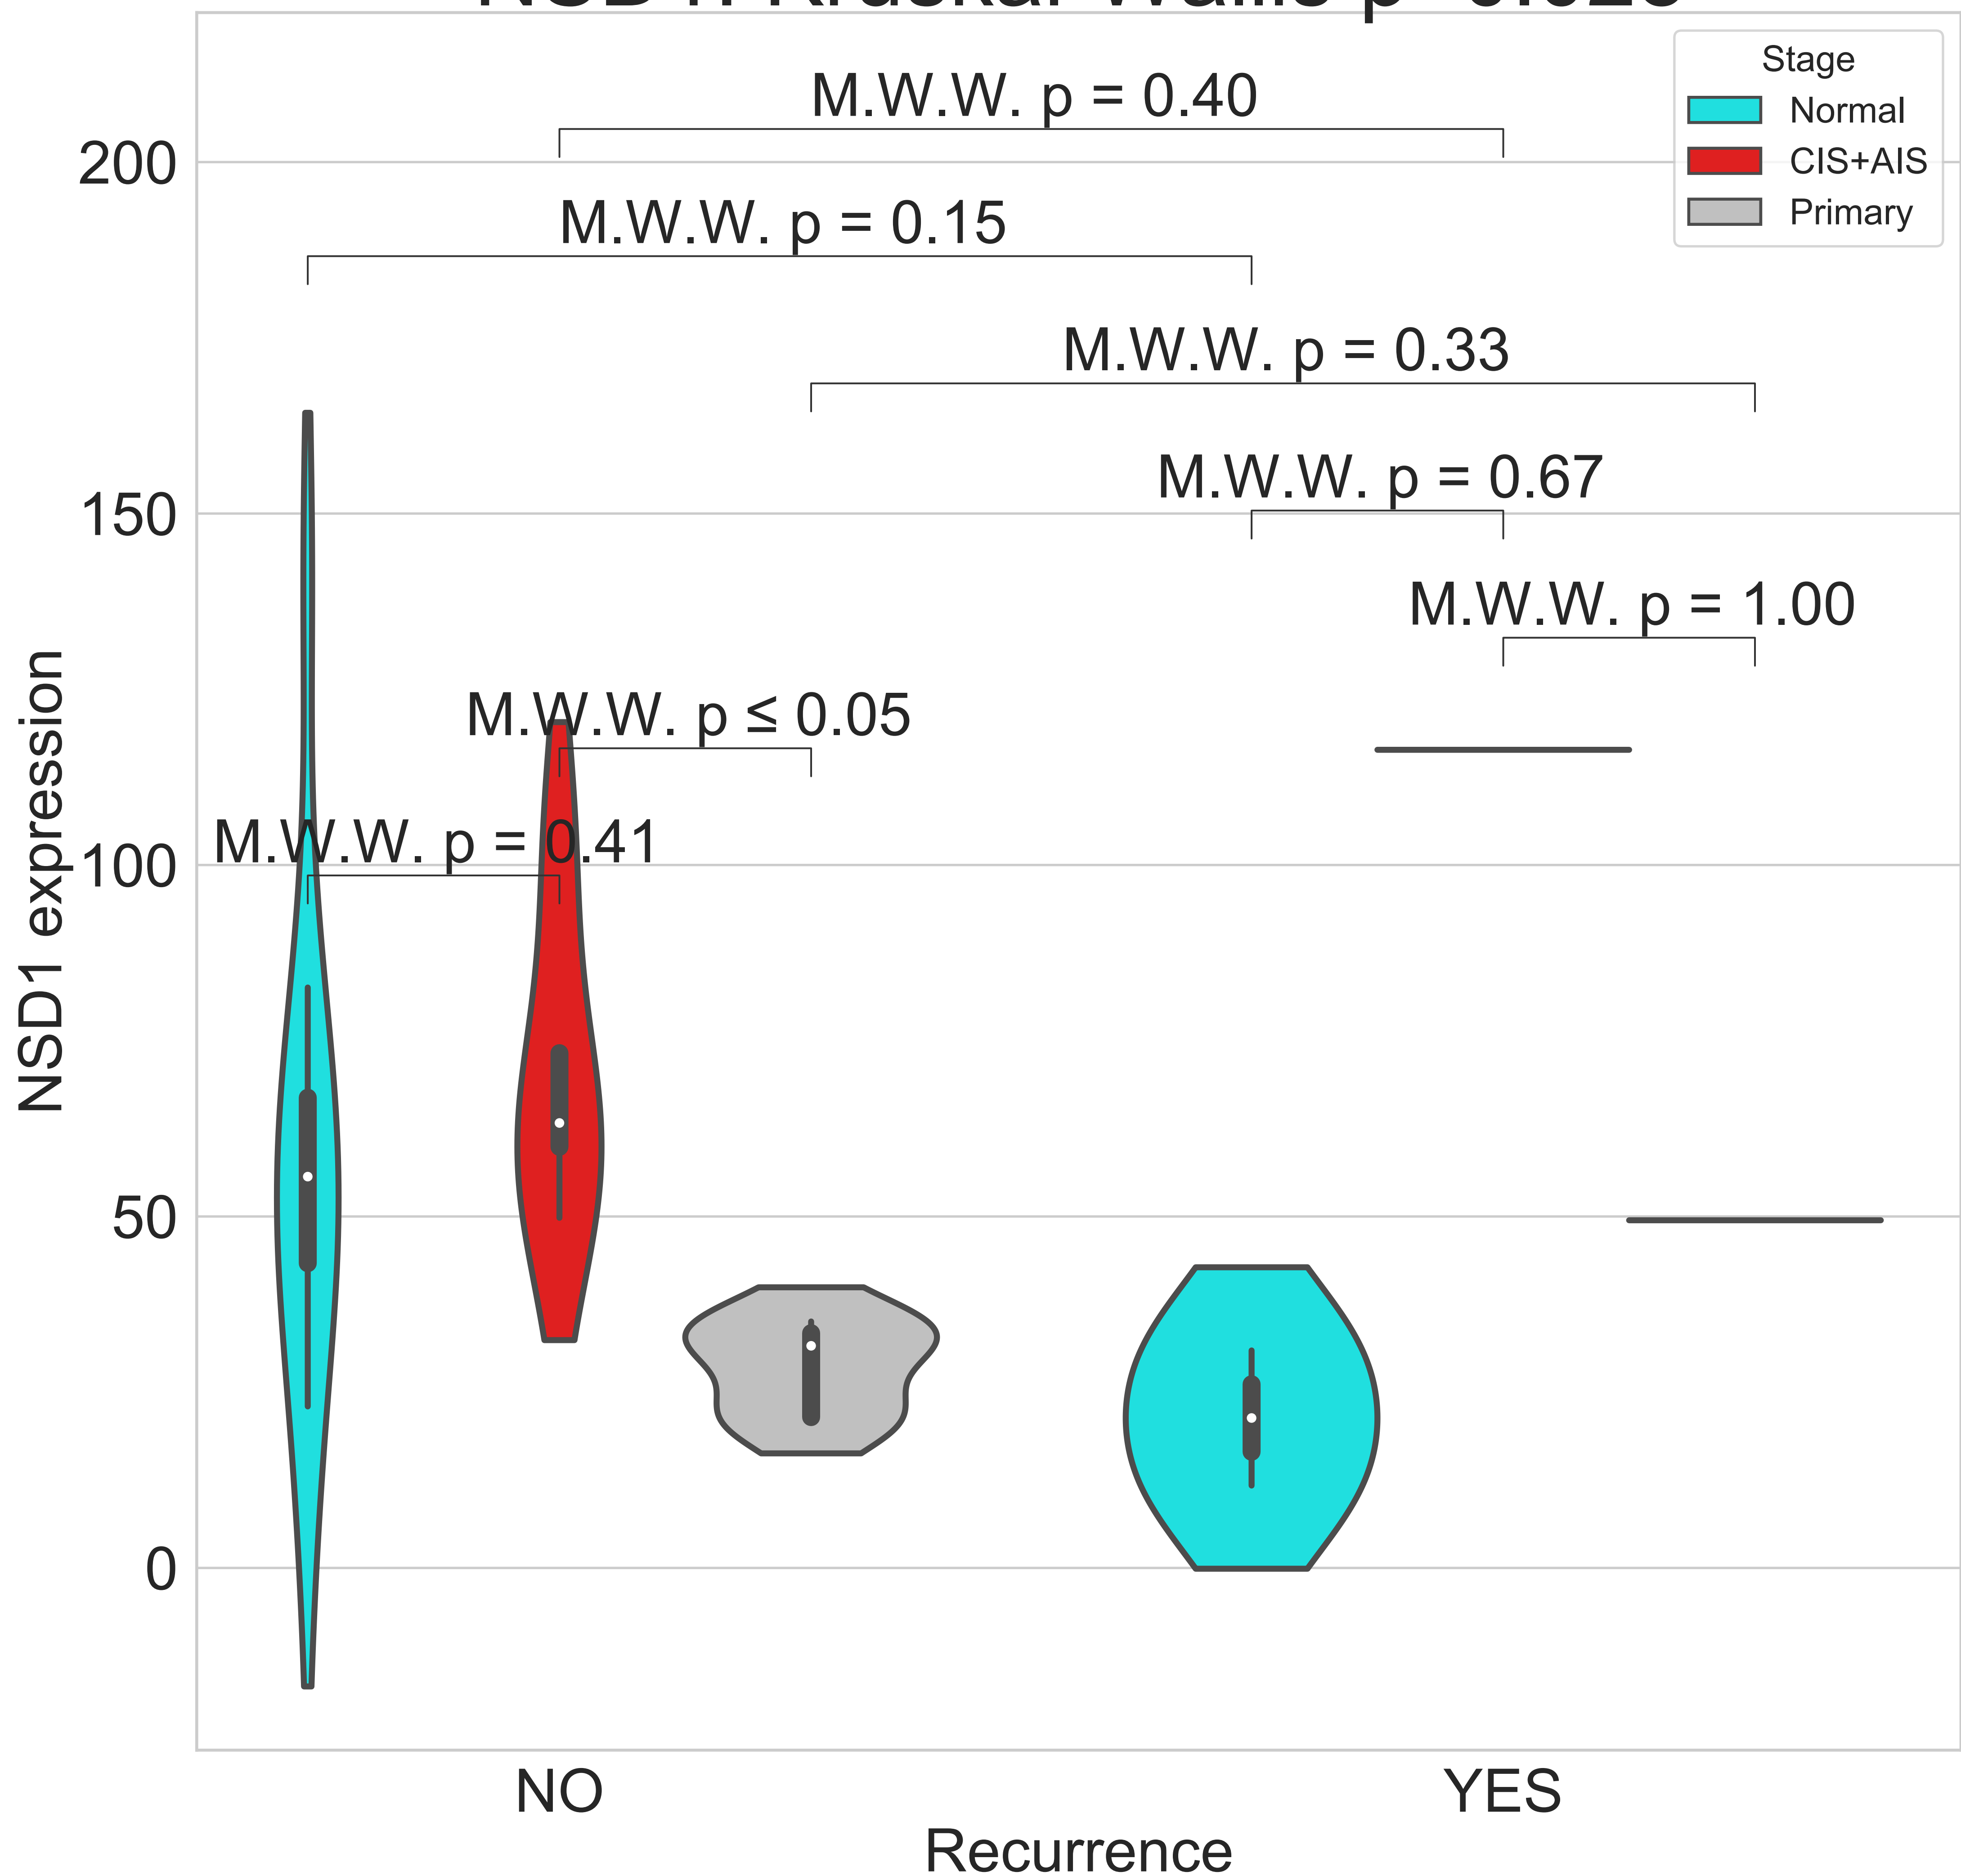 Stage
Normal
CIS+AIS
Primary
M.W.W. p = 0.40
M.W.W. p = 0.15
M.W.W. p = 0.33
M.W.W. p = 0.67
M.W.W. p = 1.00
M.W.W. p ≤ 0.05
M.W.W. p = 0.41
200
150
100
50
0
NSD1 expression
NO
YES
Recurrence